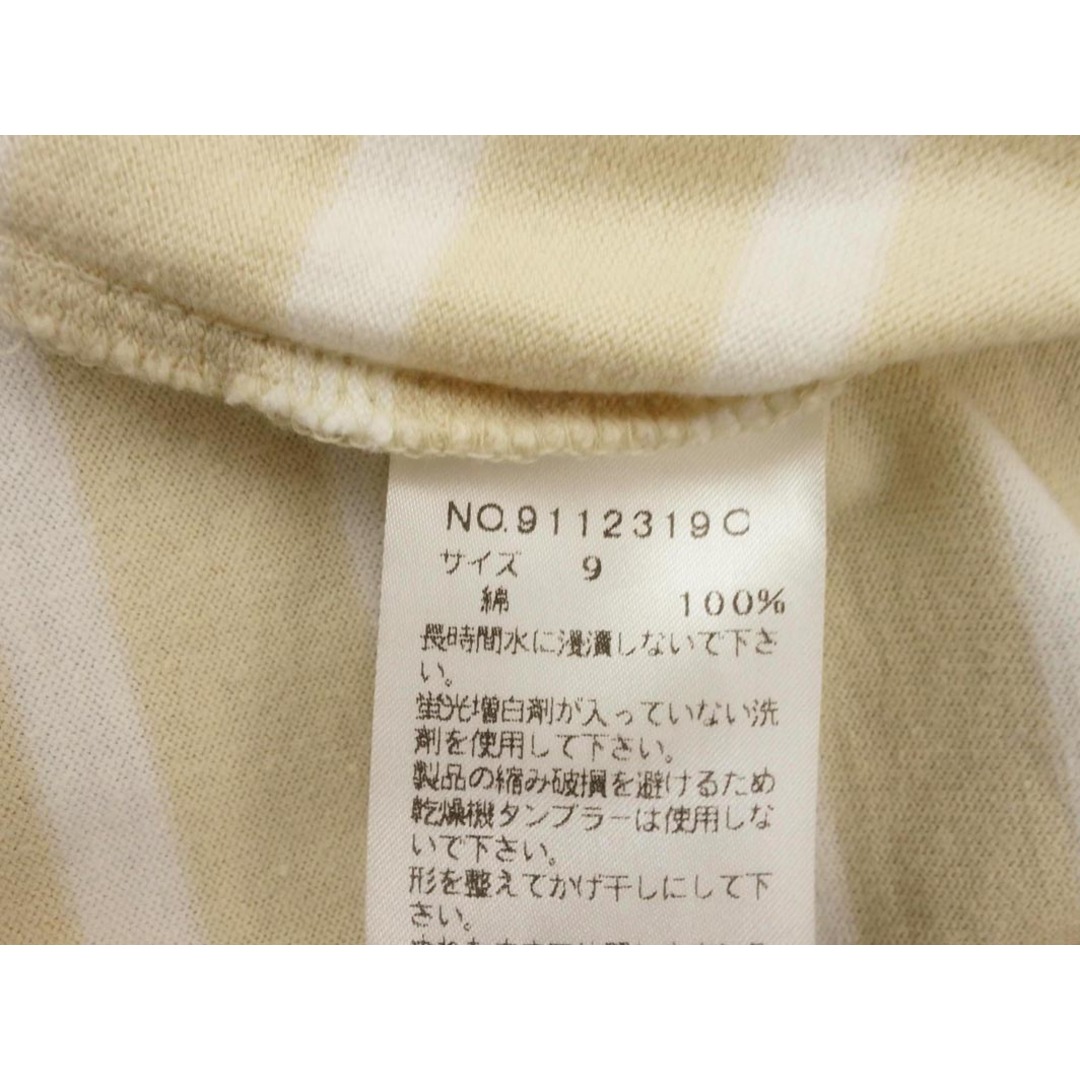 NO.9112319C
サイズ 9
綿 100%
長時間水に浸漬しないで下さ
い。
蛍光増白剤が入っていない洗
剤を使用して下さい。
製品の縮み破損を避けるため
乾燥機タンブラーは使用しな
いで下さい。
形を整えてかげ干しにして下
さい。